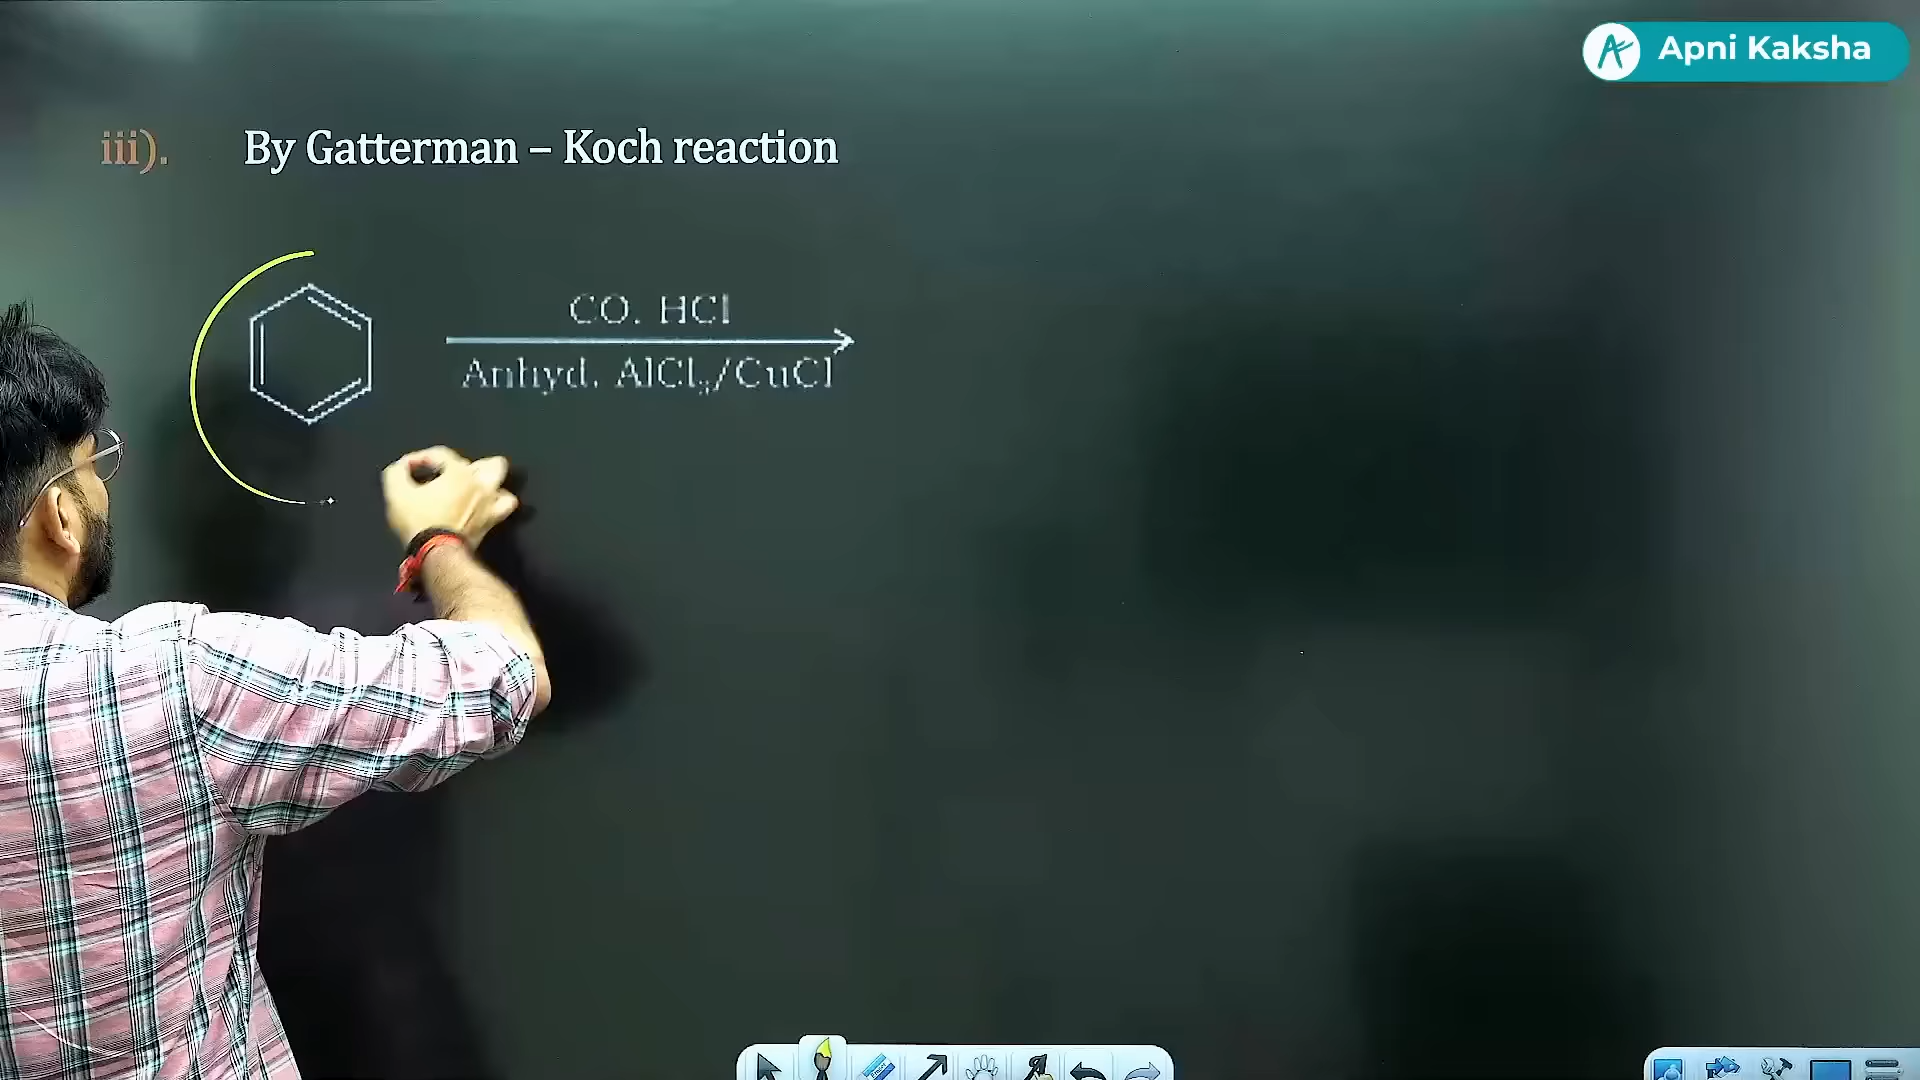 Apni Kaksha
iii). By Gatterman – Koch reaction
CO, HCl
Anhyd. AlCl₃/CuCl